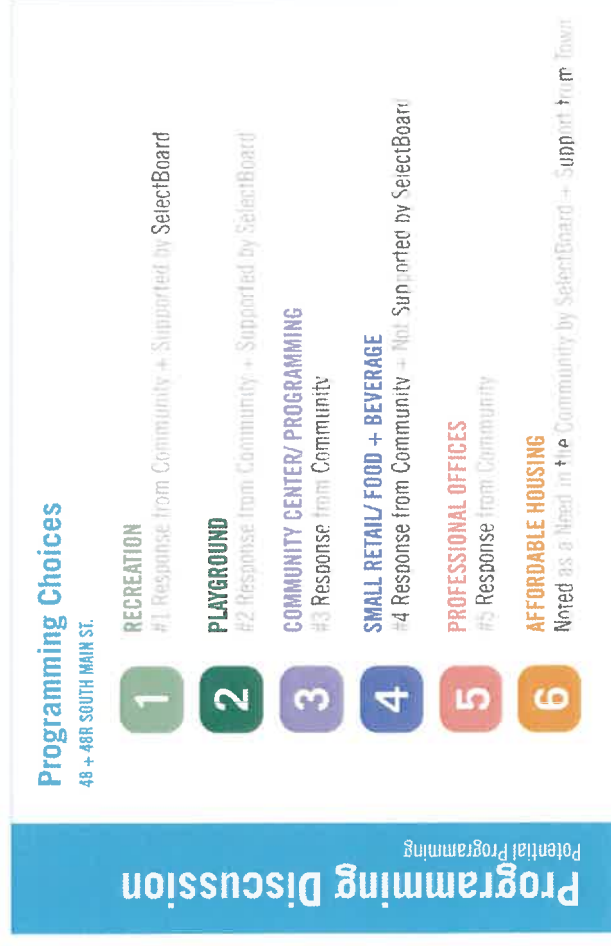 Programming Discussion
Potential Programming
Programming Choices
48 + 48R SOUTH MAIN ST.
1
RECREATION
#1 Response from Community + Supported by SelectBoard
2
PLAYGROUND
#2 Response from Community + Supported by SelectBoard
3
COMMUNITY CENTER/ PROGRAMMING
#3 Response from Community
4
SMALL RETAIL/ FOOD + BEVERAGE
#4 Response from Community + Not Supported by SelectBoard
5
PROFESSIONAL OFFICES
#5 Response from Community
6
AFFORDABLE HOUSING
Noted as a Need in the Community by SelectBoard + Support from Town